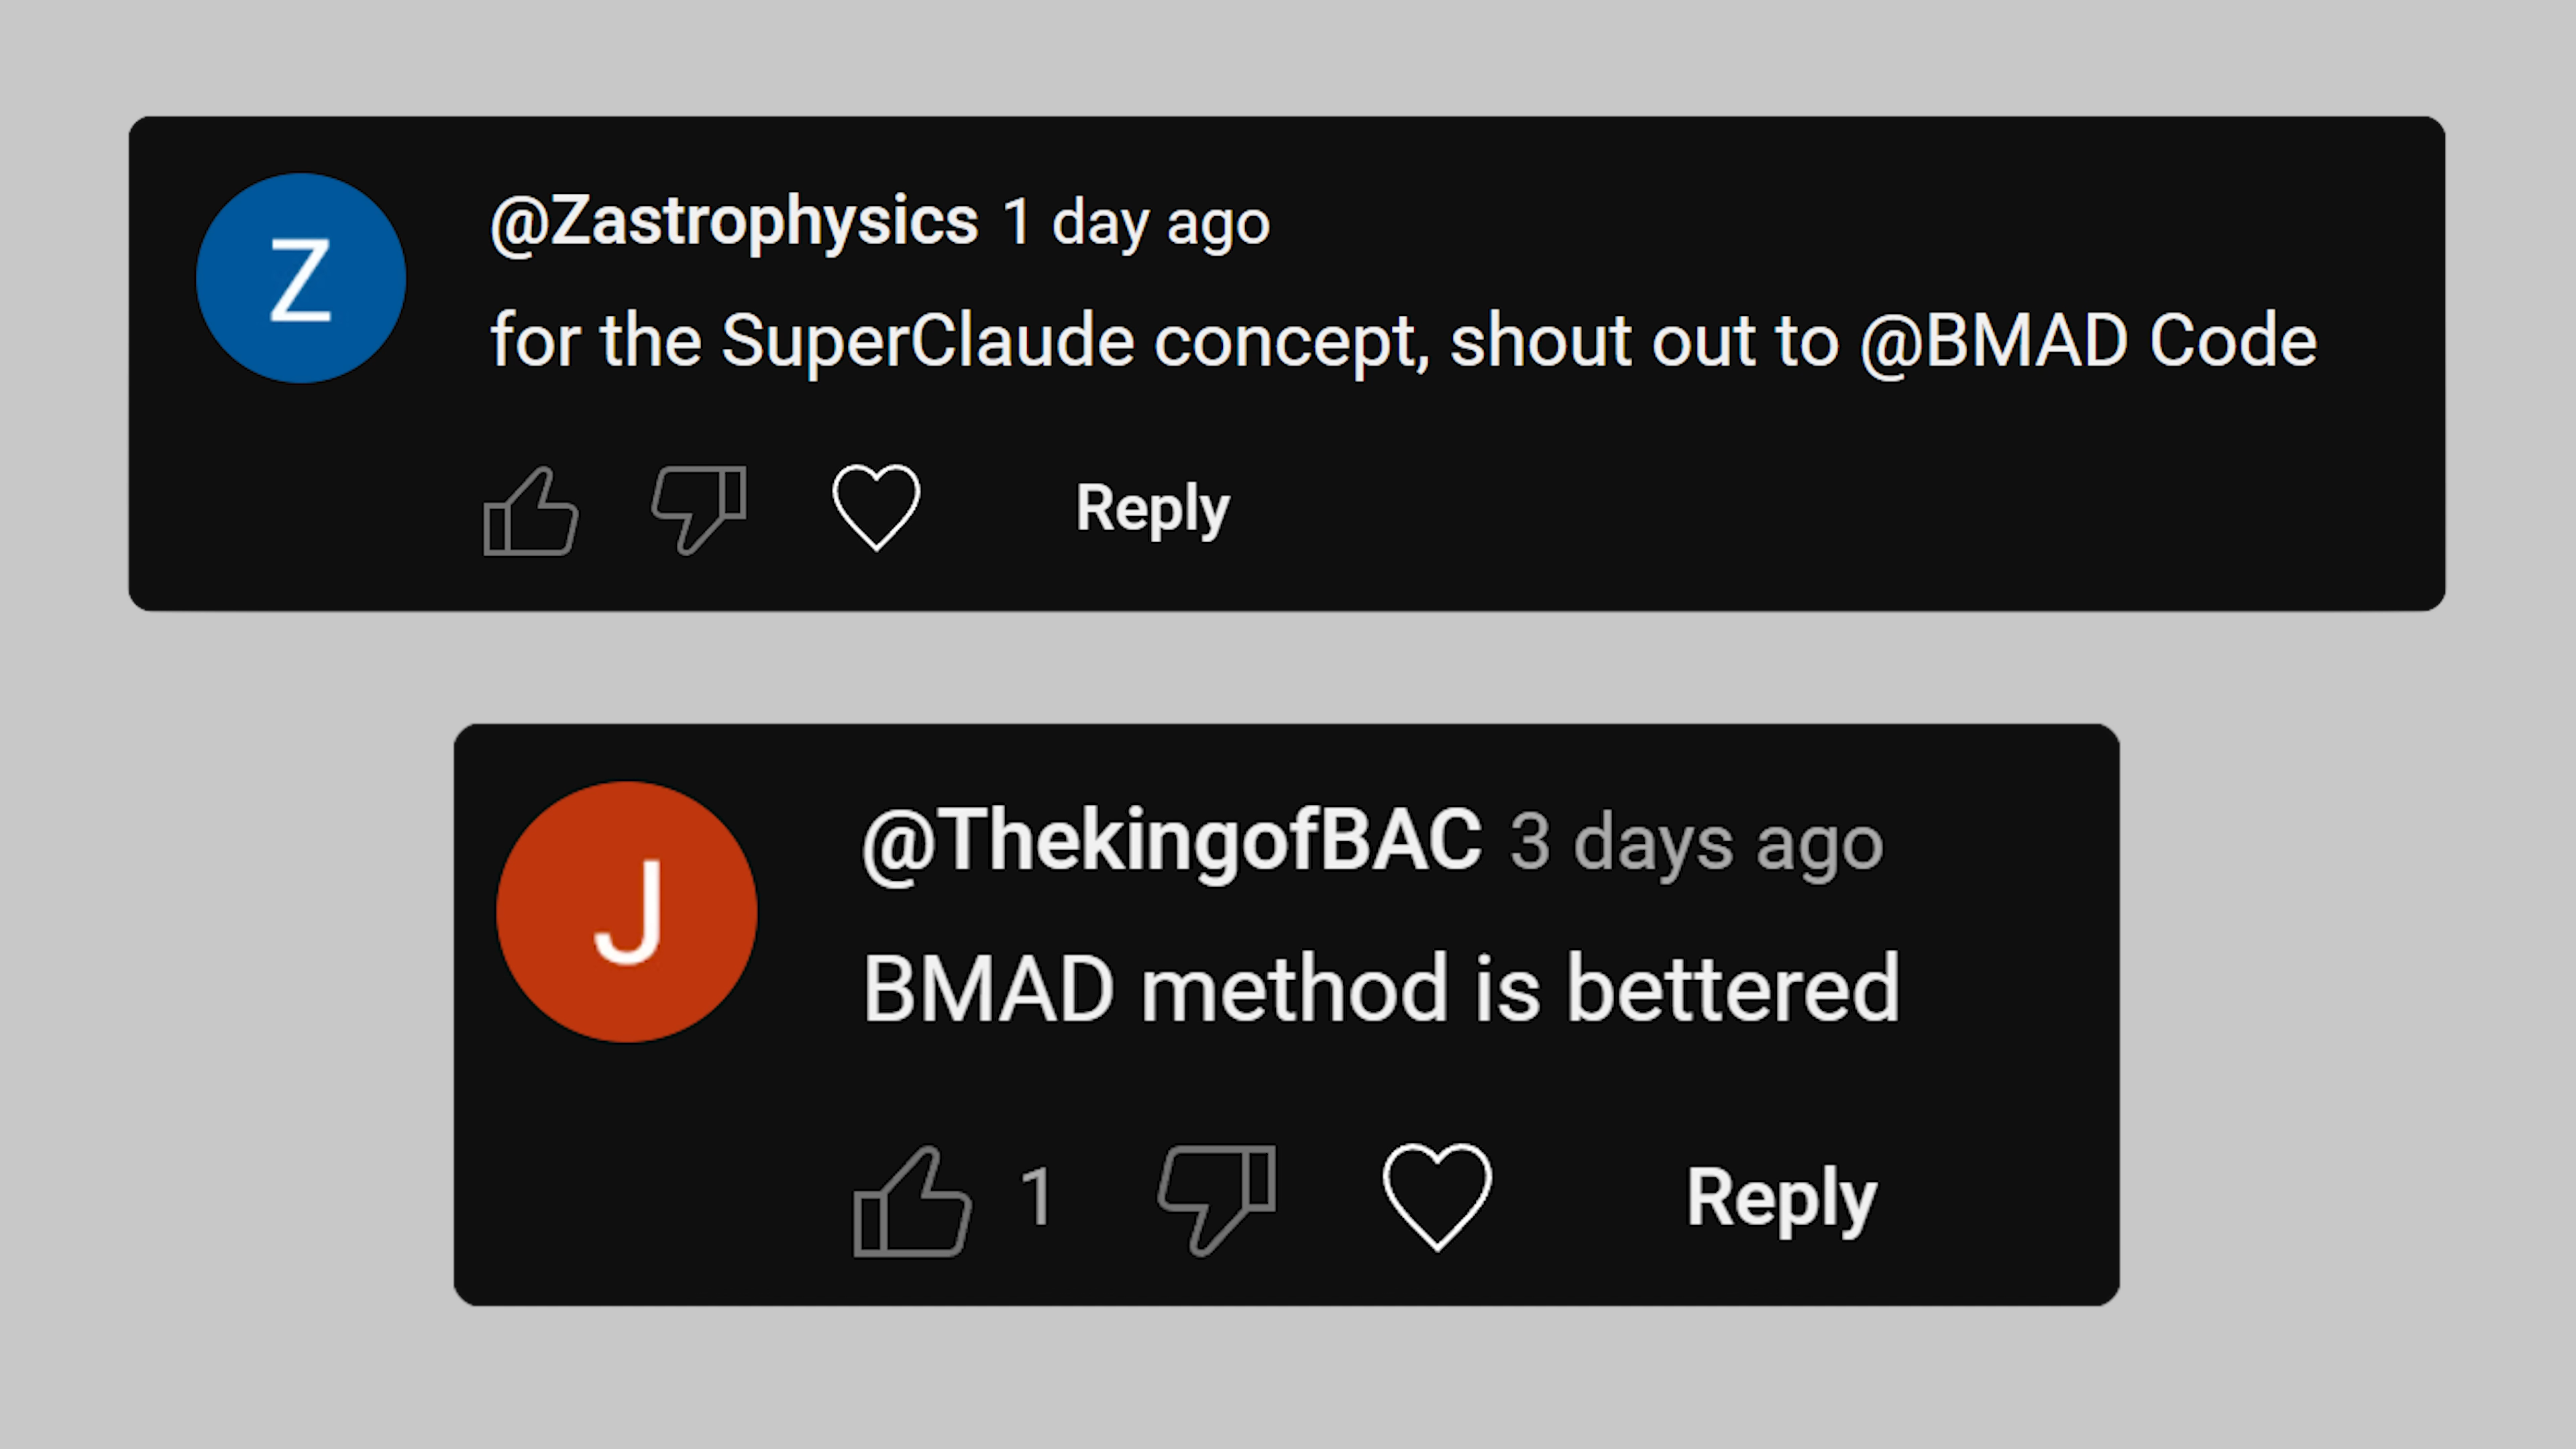 Z
@Zastrophysics 1 day ago
for the SuperClaude concept, shout out to @BMAD Code
Reply
J
@ThekingofBAC 3 days ago
BMAD method is bettered
1 Reply